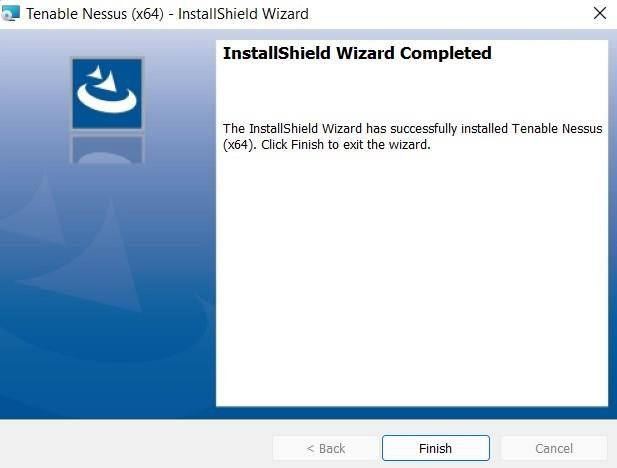 Tenable Nessus (x64) - InstallShield Wizard
InstallShield Wizard Completed
The InstallShield Wizard has successfully installed Tenable Nessus
(x64). Click Finish to exit the wizard.
< Back
Finish
Cancel